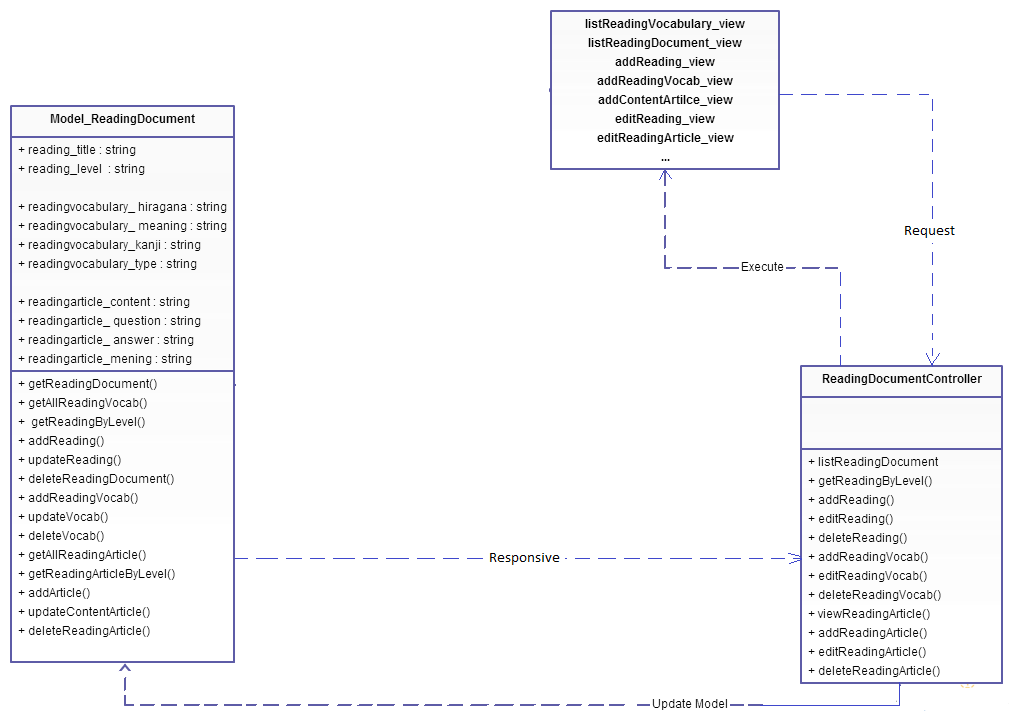 listReadingVocabulary_view
listReadingDocument_view
addReading_view
addReadingVocab_view
addContentArtilce_view
editReading_view
editReadingArticle_view
...
Model_ReadingDocument
+ reading_title : string
+ reading_level : string
+ readingvocabulary_ hiragana : string
+ readingvocabulary_ meaning : string
+ readingvocabulary_kanji : string
+ readingvocabulary_type : string
+ readingarticle_content : string
+ readingarticle_ question : string
+ readingarticle_ answer : string
+ readingarticle_mening : string
+ getReadingDocument()
+ getAllReadingVocab()
+ getReadingByLevel()
+ addReading()
+ updateReading()
+ deleteReadingDocument()
+ addReadingVocab()
+ updateVocab()
+ deleteVocab()
+ getAllReadingArticle()
+ getReadingArticleByLevel()
+ addArticle()
+ updateContentArticle()
+ deleteReadingArticle()
Request
Execute
ReadingDocumentController
+ listReadingDocument
+ getReadingByLevel()
+ addReading()
+ editReading()
+ deleteReading()
+ addReadingVocab()
+ editReadingVocab()
+ deleteReadingVocab()
+ viewReadingArticle()
+ addReadingArticle()
+ editReadingArticle()
+ deleteReadingArticle()
Responsive
Update Model